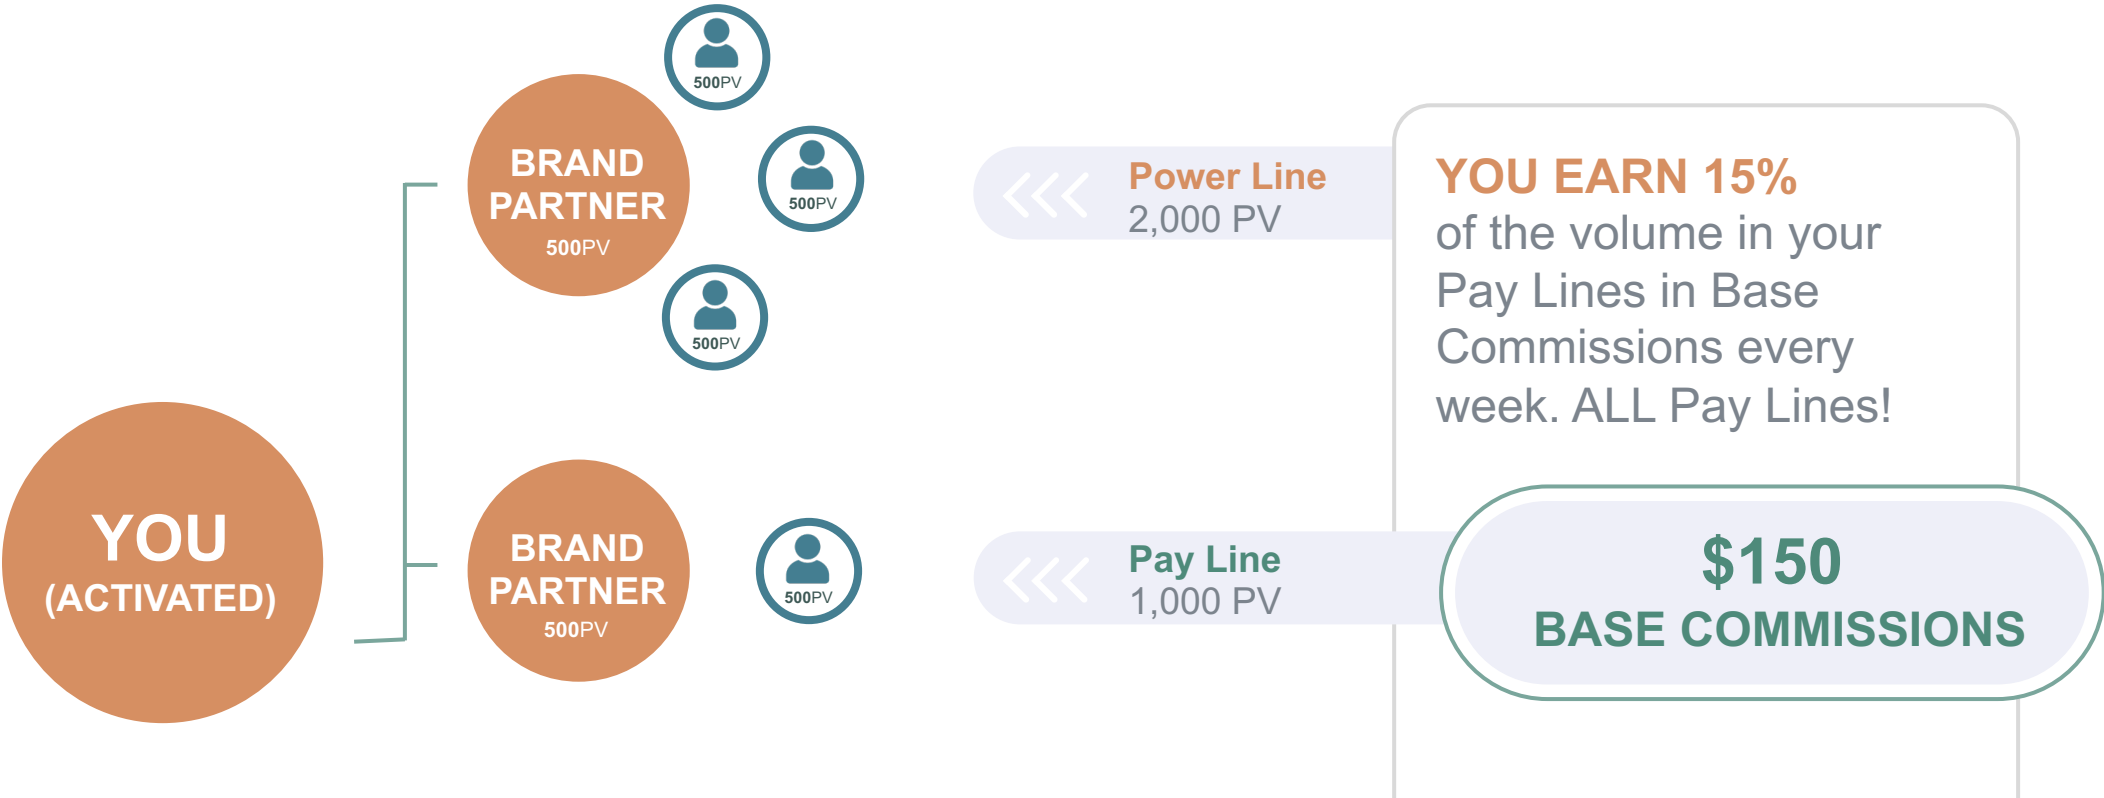 500PV
BRAND
PARTNER
500PV
500PV
500PV
Power Line
2,000 PV
YOU EARN 15%
of the volume in your
Pay Lines in Base
Commissions every
week. ALL Pay Lines!
YOU
(ACTIVATED)
BRAND
PARTNER
500PV
500PV
Pay Line
1,000 PV
$150
BASE COMMISSIONS